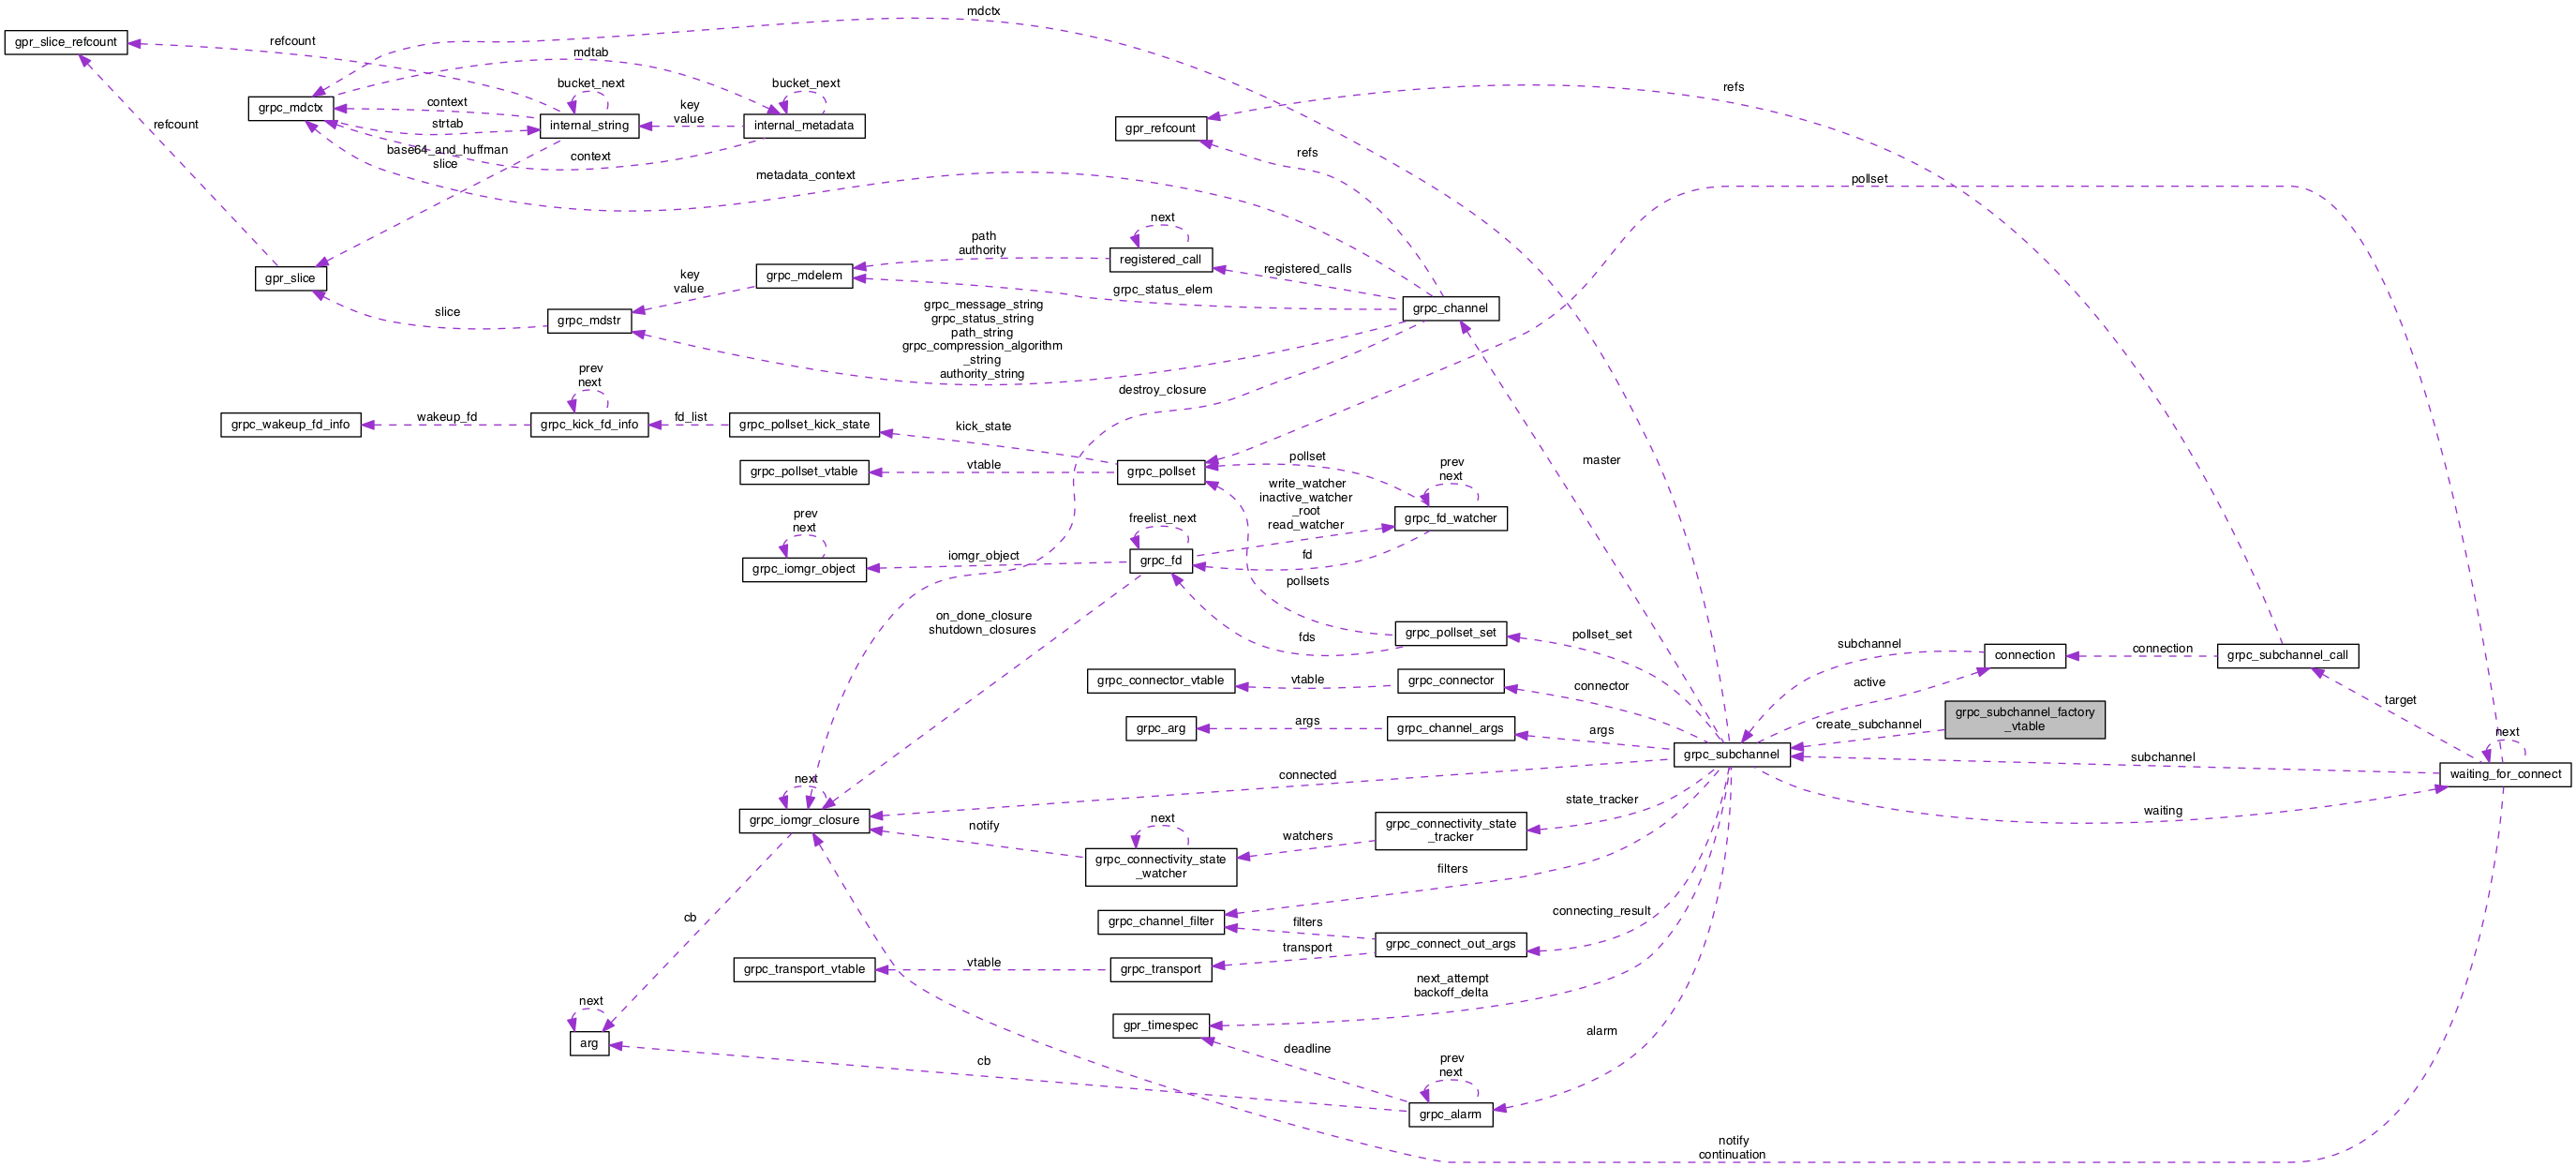 mdctx
gpr_slice_refcount
refcount
mdtab
bucket_next
bucket_next
refs
grpc_mdctx
context
key
value
strtab
internal_string
internal_metadata
refcount
gpr_refcount
base64_and_huffman
slice
context
refs
metadata_context
pollset
next
path
authority
registered_call
registered_calls
gpr_slice
key
value
grpc_mdelem
grpc_status_elem
slice
grpc_mdstr
grpc_message_string
grpc_status_string
path_string
grpc_compression_algorithm
_string
authority_string
grpc_channel
prev
next
destroy_closure
grpc_wakeup_fd_info
wakeup_fd
grpc_kick_fd_info
fd_list
grpc_pollset_kick_state
kick_state
grpc_pollset_vtable
vtable
grpc_pollset
pollset
prev
next
master
write_watcher
inactive_watcher
_root
read_watcher
grpc_fd_watcher
prev
next
freelist_next
grpc_iomgr_object
iomgr_object
grpc_fd
fd
pollsets
on_done_closure
shutdown_closures
fds
grpc_pollset_set
pollset_set
subchannel
connection
connection
grpc_subchannel_call
grpc_connector_vtable
vtable
grpc_connector
connector
active
target
grpc_arg
args
grpc_channel_args
args
create_subchannel
grpc_subchannel_factory
_vtable
grpc_subchannel
subchannel
next
waiting_for_connect
next
connected
grpc_iomgr_closure
notify
next
grpc_connectivity_state
_watcher
watchers
grpc_connectivity_state
_tracker
state_tracker
waiting
filters
cb
grpc_channel_filter
filters
connecting_result
grpc_connect_out_args
transport
grpc_transport_vtable
vtable
grpc_transport
next_attempt
backoff_delta
next
arg
gpr_timespec
alarm
deadline
cb
prev
next
grpc_alarm
notify
continuation